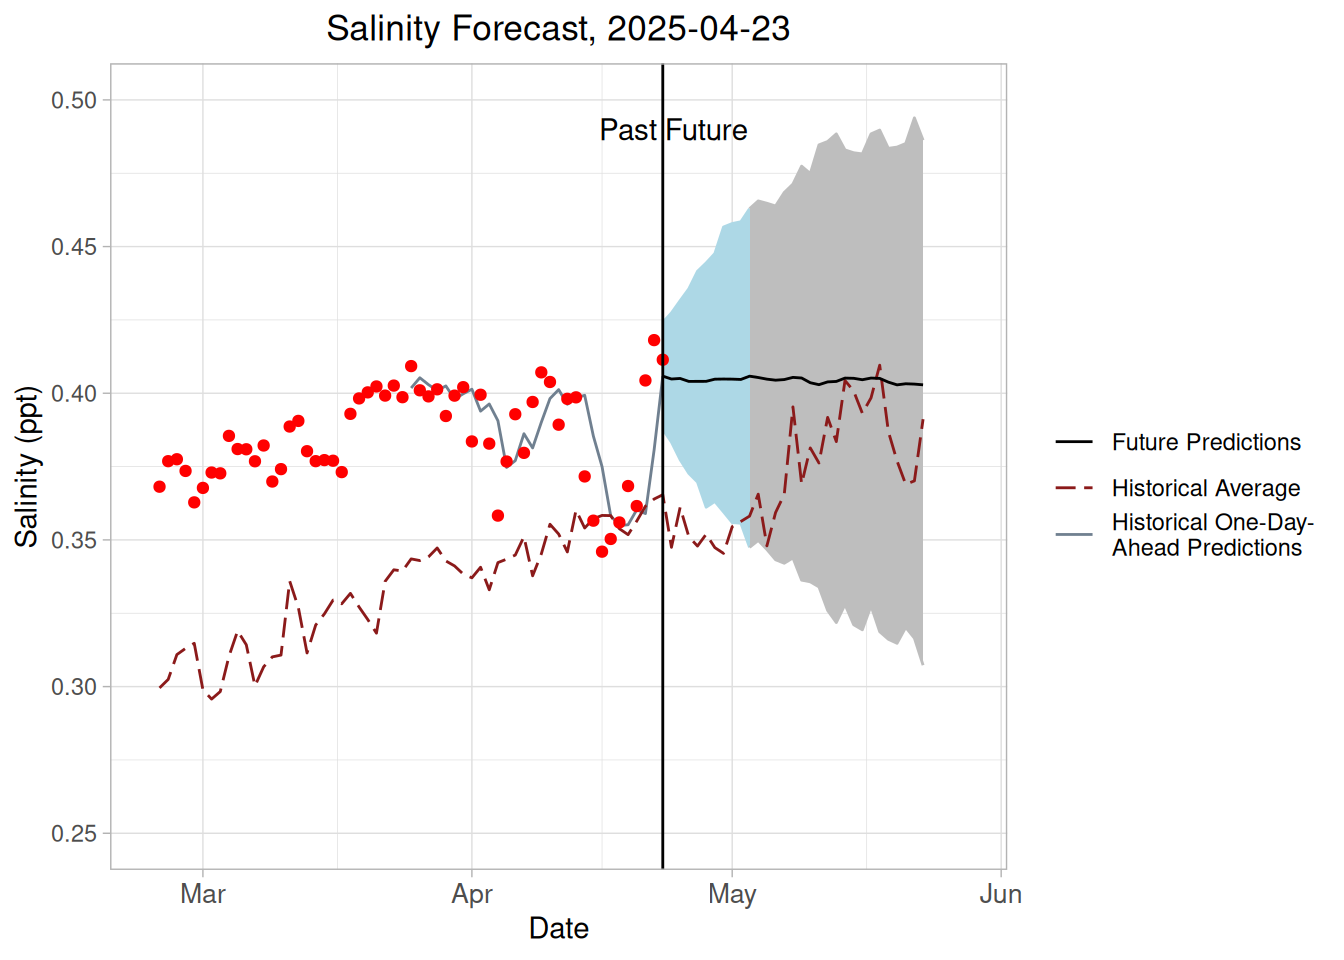 Salinity Forecast, 2025-04-23
Past Future
0.50
0.45
0.40
0.35
0.30
0.25
Salinity (ppt)
Mar Apr May Jun
Date
Future Predictions
Historical Average
Historical One-Day-
Ahead Predictions